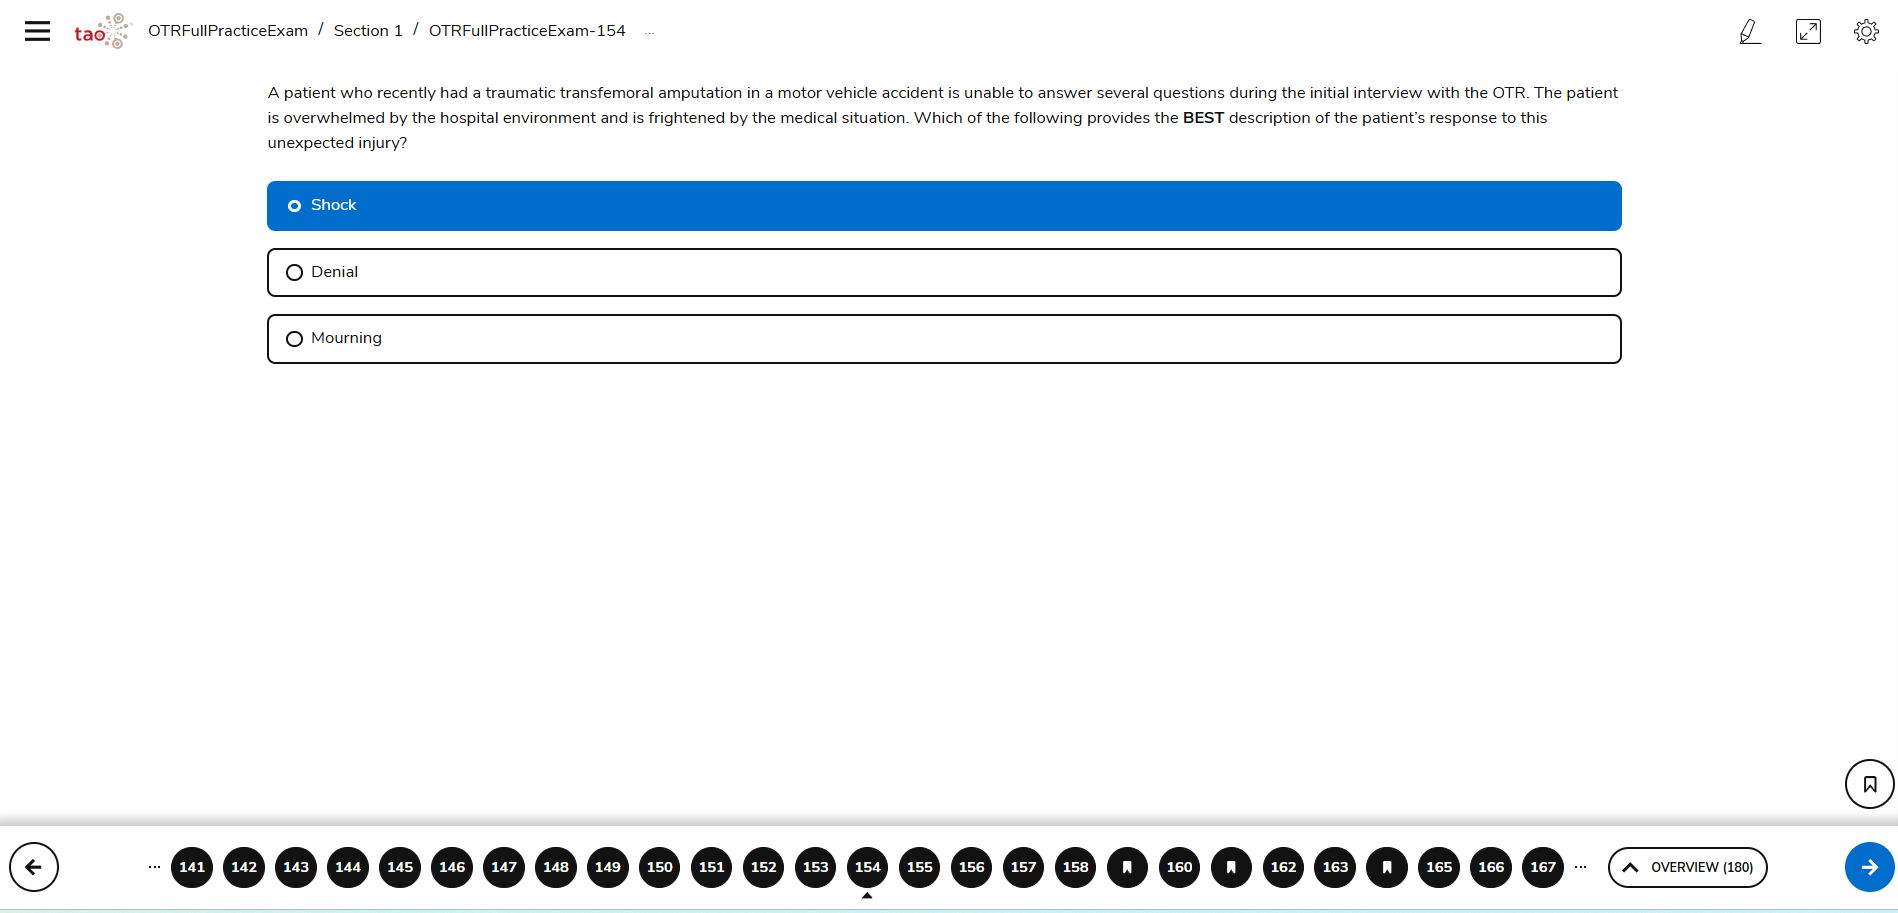 tao OTRFullPracticeExam / Section 1 / OTRFullPracticeExam-154 ...
A patient who recently had a traumatic transfemoral amputation in a motor vehicle accident is unable to answer several questions during the initial interview with the OTR. The patient
is overwhelmed by the hospital environment and is frightened by the medical situation. Which of the following provides the BEST description of the patient’s response to this
unexpected injury?
Shock
Denial
Mourning
... 141 142 143 144 145 146 147 148 149 150 151 152 153 154 155 156 157 158 160 162 163 165 166 167 ... OVERVIEW (180)